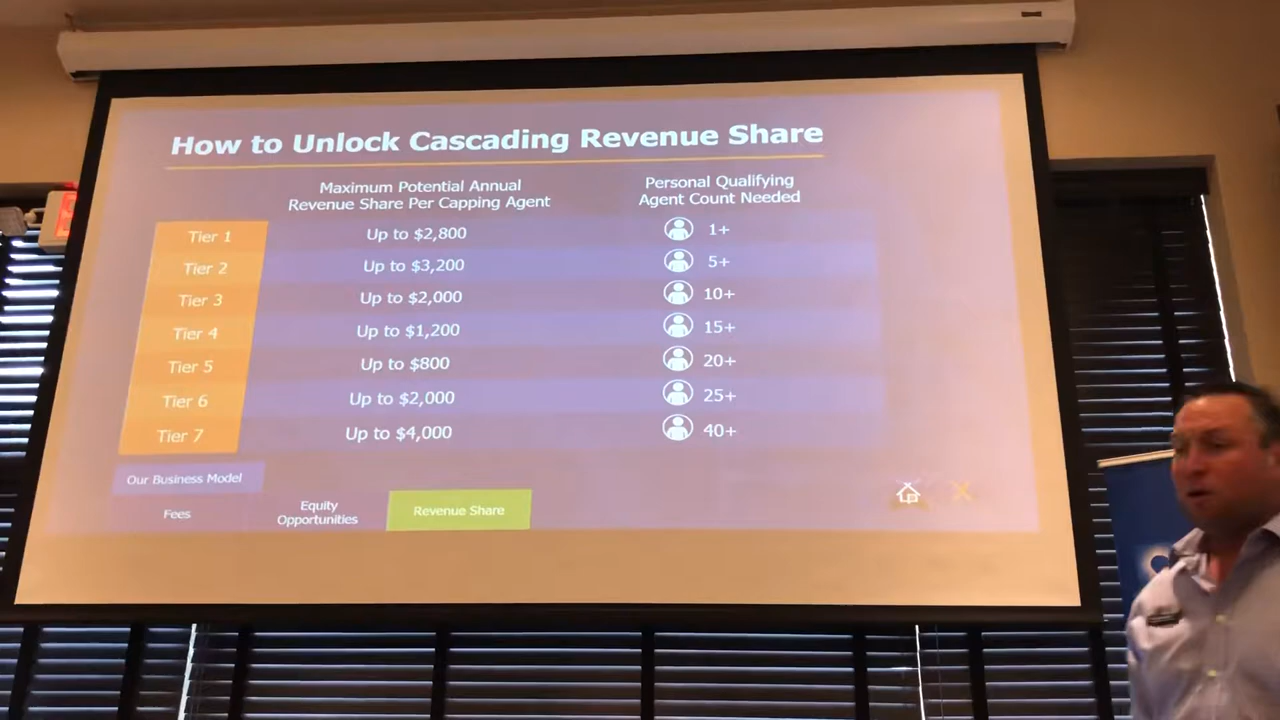 How to Unlock Cascading Revenue Share
Maximum Potential Annual
Revenue Share Per Capping Agent
Personal Qualifying
Agent Count Needed
Tier 1 Up to $2,800 1+
Tier 2 Up to $3,200 5+
Tier 3 Up to $2,000 10+
Tier 4 Up to $1,200 15+
Tier 5 Up to $800 20+
Tier 6 Up to $2,000 25+
Tier 7 Up to $4,000 40+
Our Business Model
Fees
Equity
Opportunities
Revenue Share